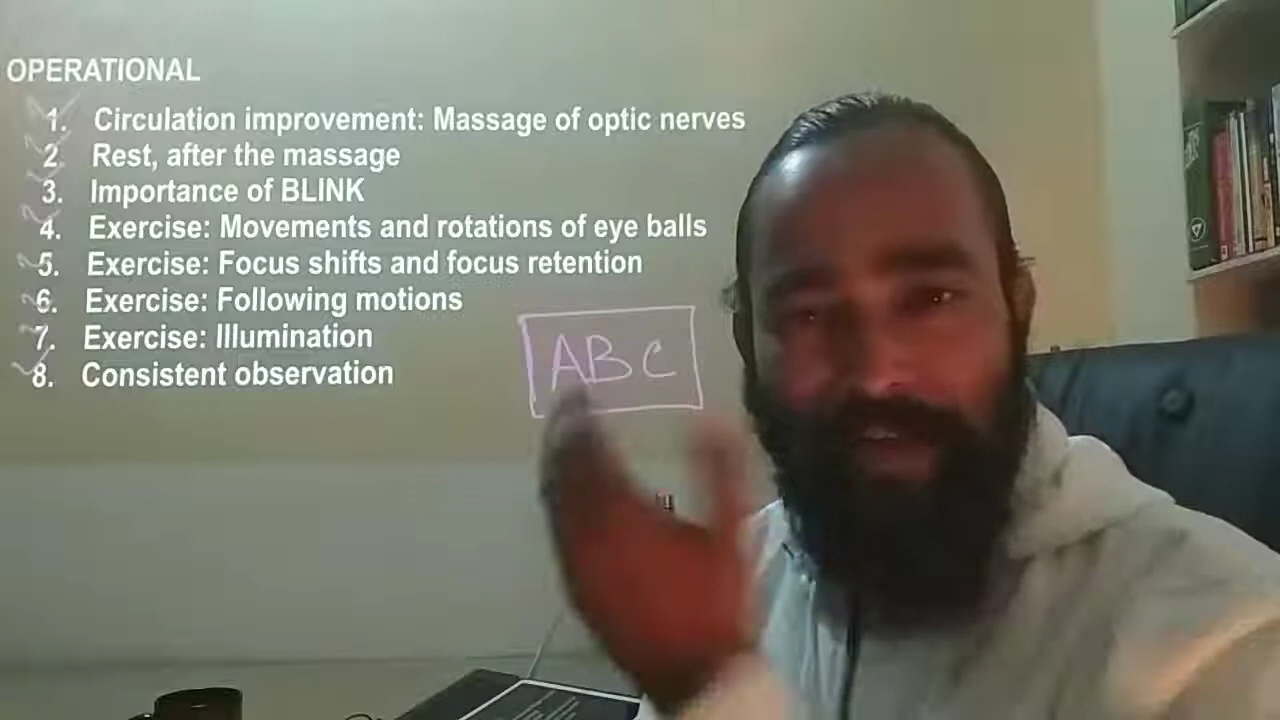 OPERATIONAL
1. Circulation improvement: Massage of optic nerves
2. Rest, after the massage
3. Importance of BLINK
4. Exercise: Movements and rotations of eye balls
5. Exercise: Focus shifts and focus retention
6. Exercise: Following motions
7. Exercise: Illumination
8. Consistent observation
ABC